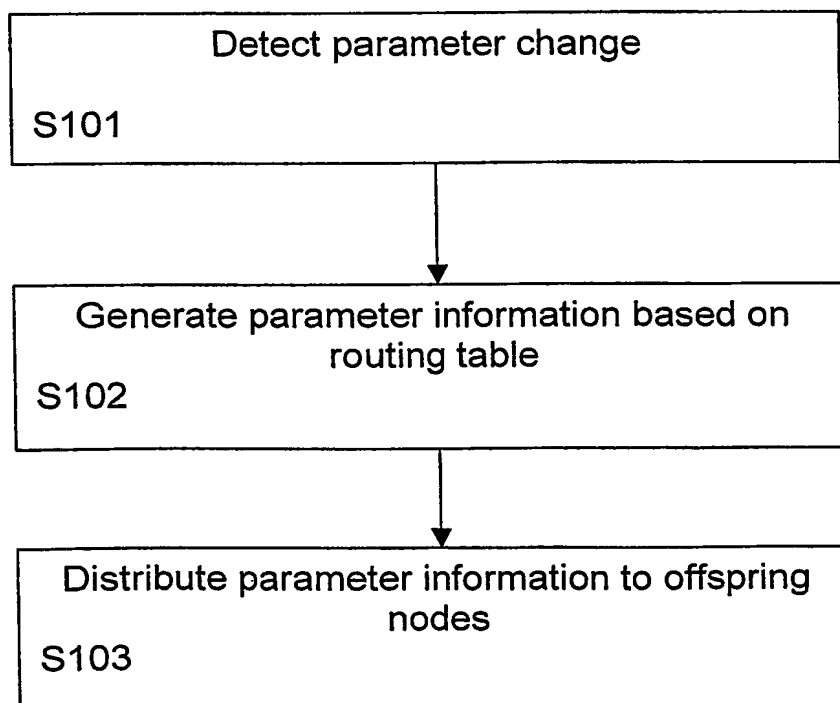 Detect parameter change
S101
Generate parameter information based on
routing table
S102
Distribute parameter information to offspring
nodes
S103